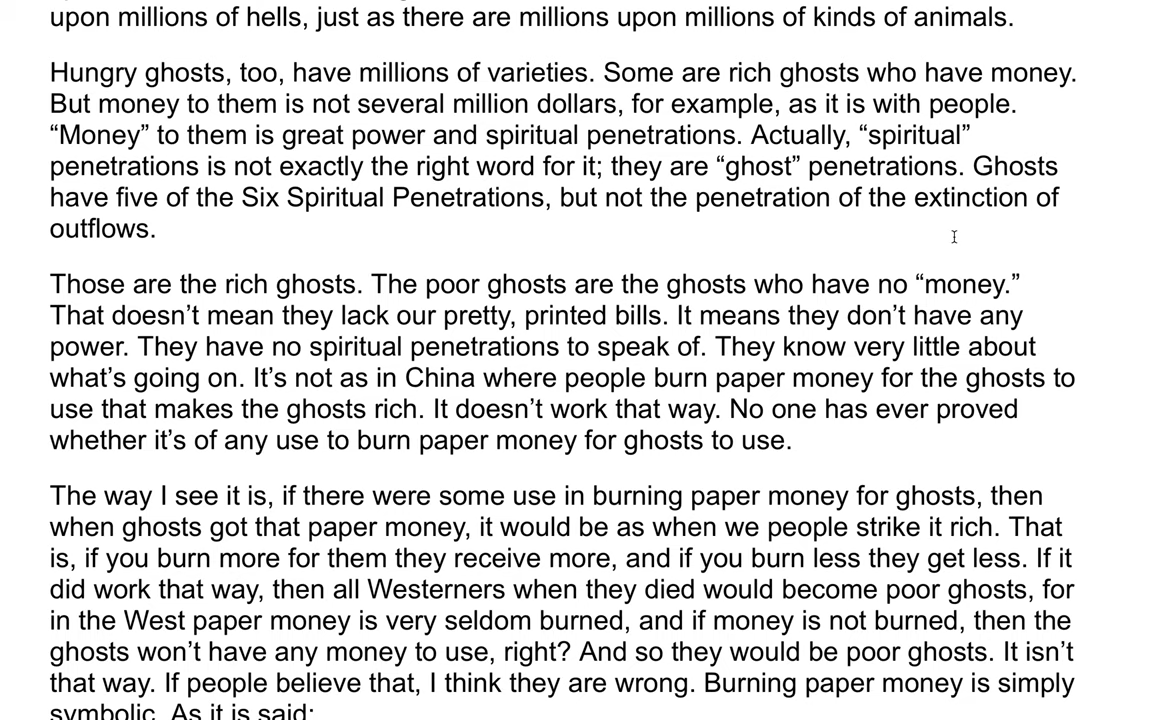 upon millions of hells, just as there are millions upon millions of kinds of animals.
Hungry ghosts, too, have millions of varieties. Some are rich ghosts who have money.
But money to them is not several million dollars, for example, as it is with people.
“Money” to them is great power and spiritual penetrations. Actually, “spiritual”
penetrations is not exactly the right word for it; they are “ghost” penetrations. Ghosts
have five of the Six Spiritual Penetrations, but not the penetration of the extinction of
outflows.
Those are the rich ghosts. The poor ghosts are the ghosts who have no “money.”
That doesn’t mean they lack our pretty, printed bills. It means they don’t have any
power. They have no spiritual penetrations to speak of. They know very little about
what’s going on. It’s not as in China where people burn paper money for the ghosts to
use that makes the ghosts rich. It doesn’t work that way. No one has ever proved
whether it’s of any use to burn paper money for ghosts to use.
The way I see it is, if there were some use in burning paper money for ghosts, then
when ghosts got that paper money, it would be as when we people strike it rich. That
is, if you burn more for them they receive more, and if you burn less they get less. If it
did work that way, then all Westerners when they died would become poor ghosts, for
in the West paper money is very seldom burned, and if money is not burned, then the
ghosts won’t have any money to use, right? And so they would be poor ghosts. It isn’t
that way. If people believe that, I think they are wrong. Burning paper money is simply
symbolic. As it is said: